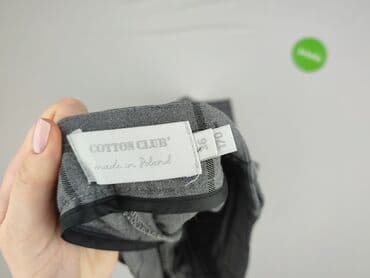 COTTON CLUB®
made in Poland
36
170